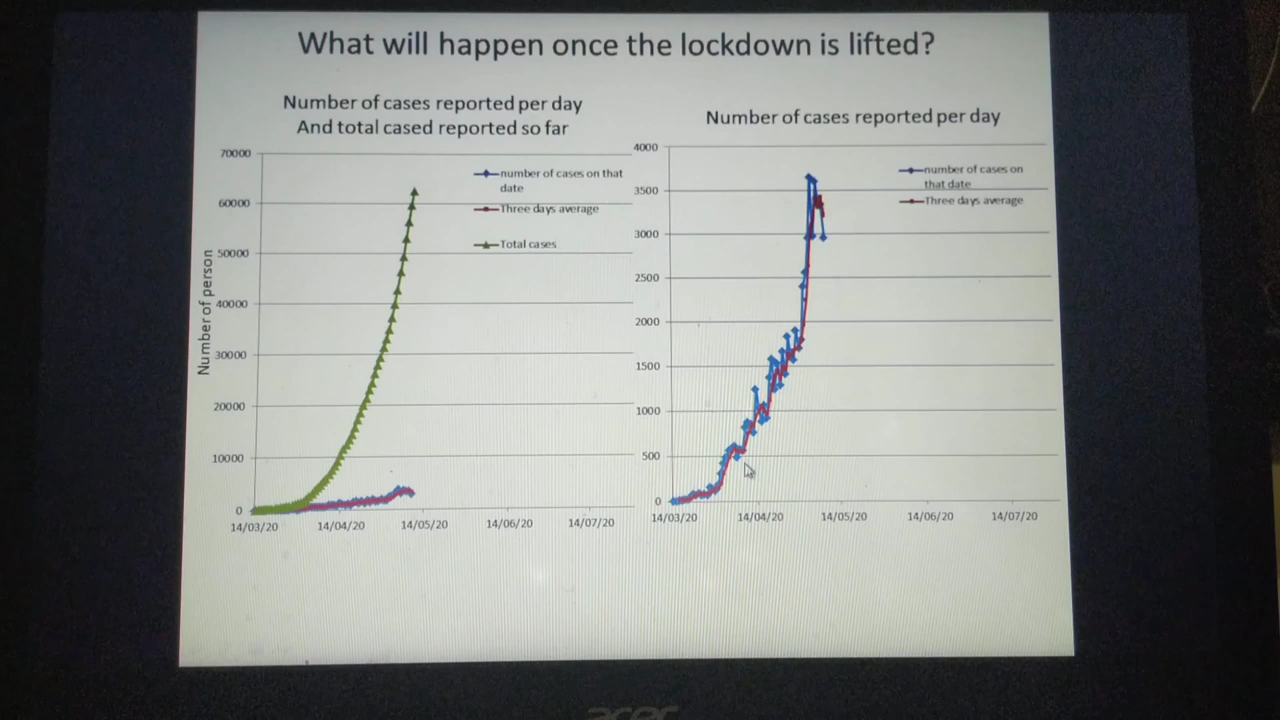 What will happen once the lockdown is lifted?
Number of cases reported per day
And total cased reported so far
70000
60000
50000
40000
30000
20000
10000
0
Number of person
number of cases on that
date
Three days average
Total cases
14/03/20
14/04/20
14/05/20
14/06/20
14/07/20
Number of cases reported per day
4000
3500
3000
2500
2000
1500
1000
500
0
number of cases on
that date
Three days average
14/03/20
14/04/20
14/05/20
14/06/20
14/07/20
acer